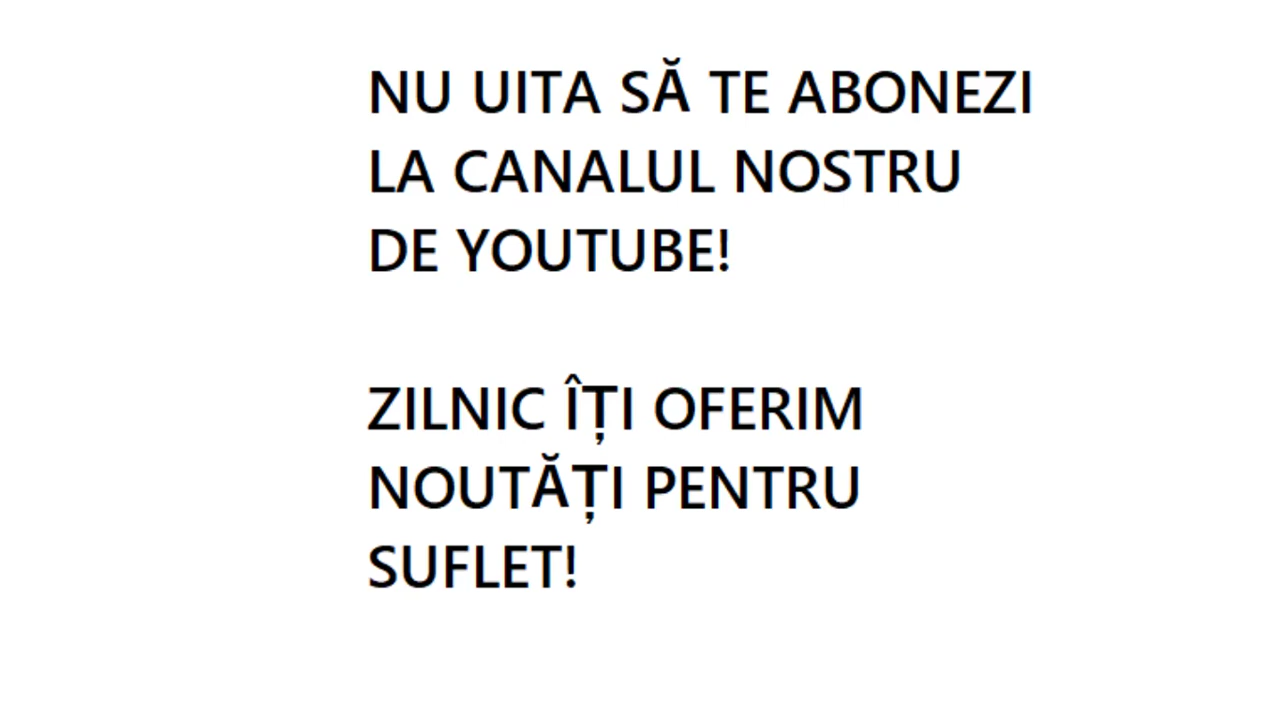 NU UITA SĂ TE ABONEZI
LA CANALUL NOSTRU
DE YOUTUBE!
ZILNIC ÎȚI OFERIM
NOUTĂȚI PENTRU
SUFLET!